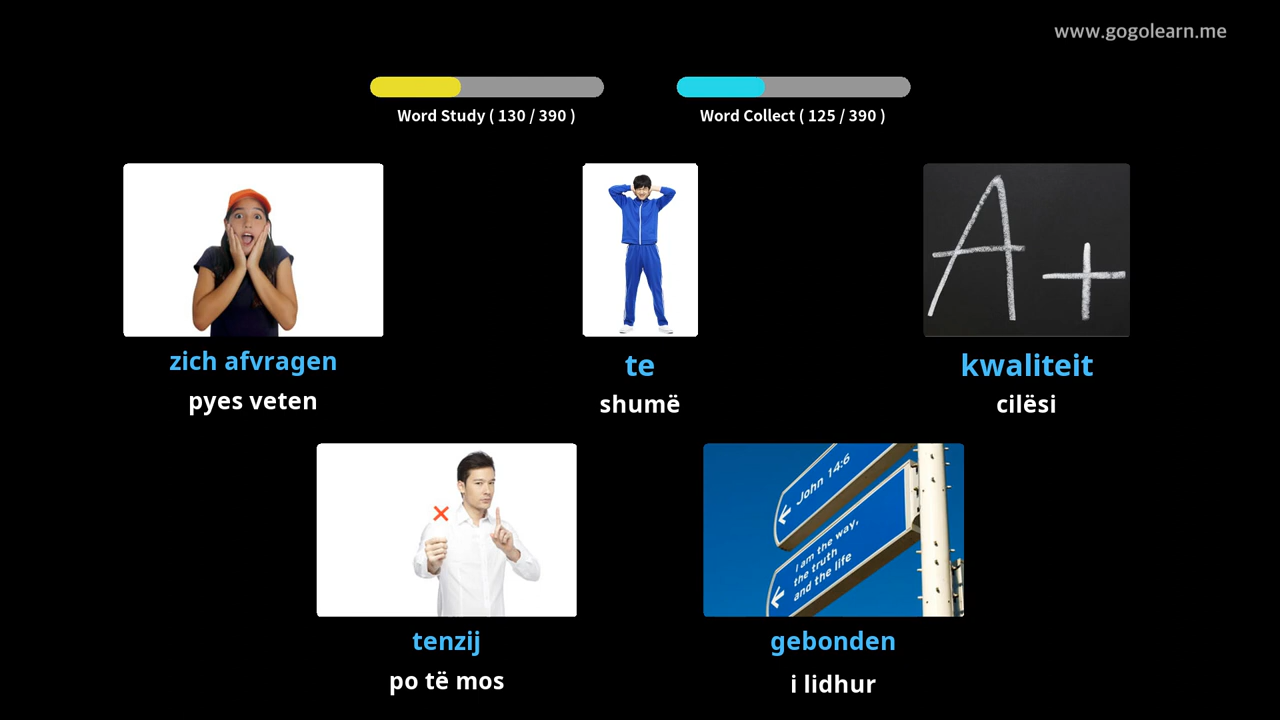 www.gogolearn.me
Word Study ( 130 / 390 )
Word Collect ( 125 / 390 )
A+
zich afvragen
pyes veten
te
shumë
kwaliteit
cilësi
John 14:6
I am the way,
the truth
and the life
tenzij
po të mos
gebonden
i lidhur